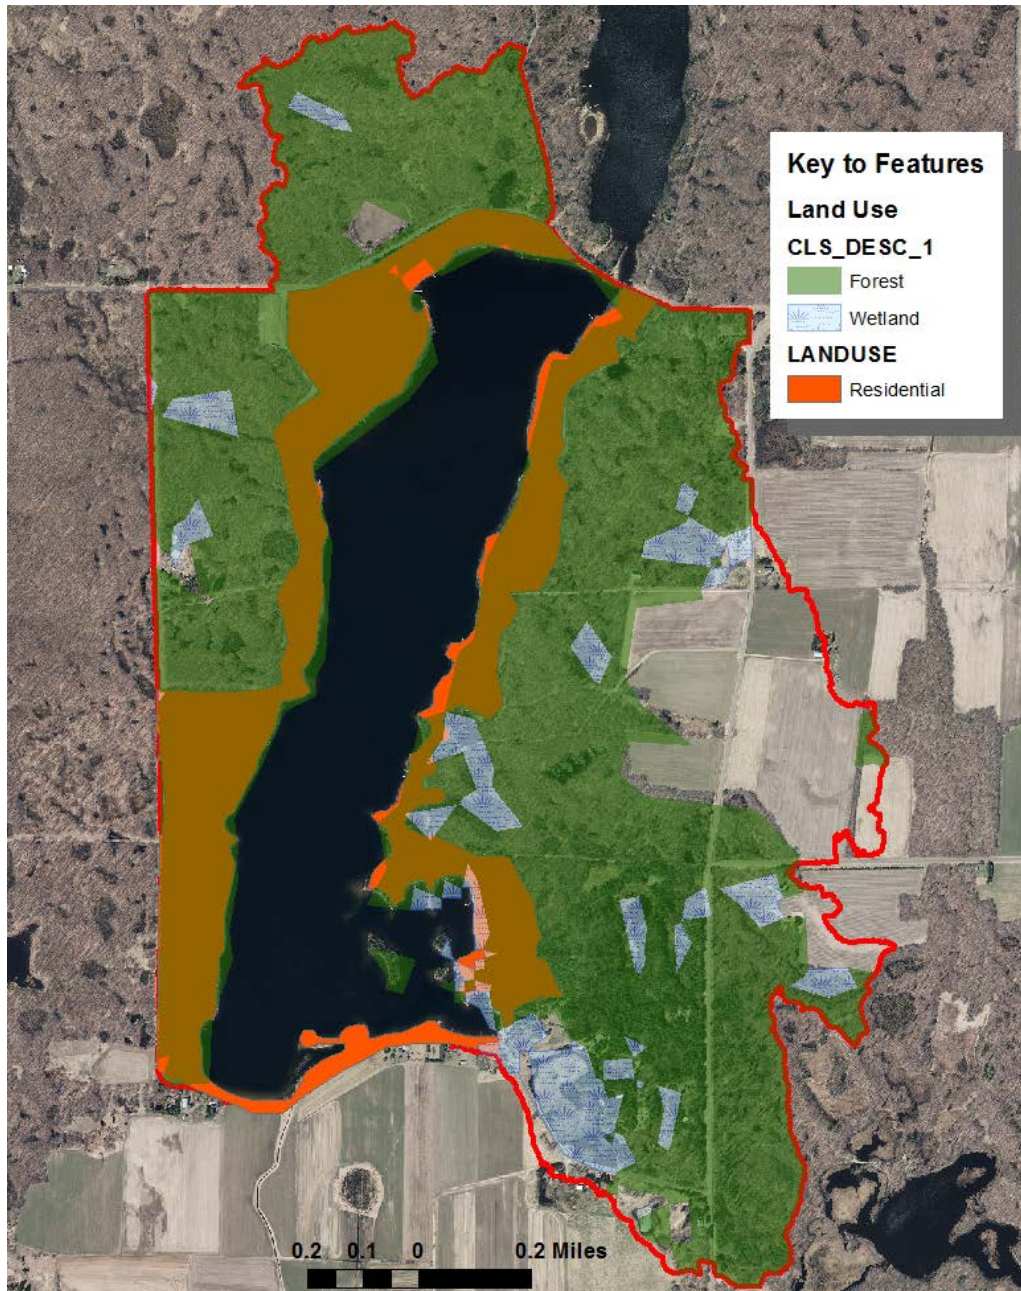 Key to Features
Land Use
CLS_DESC_1
Forest
Wetland
LANDUSE
Residential
0.2 0.1 0 0.2 Miles